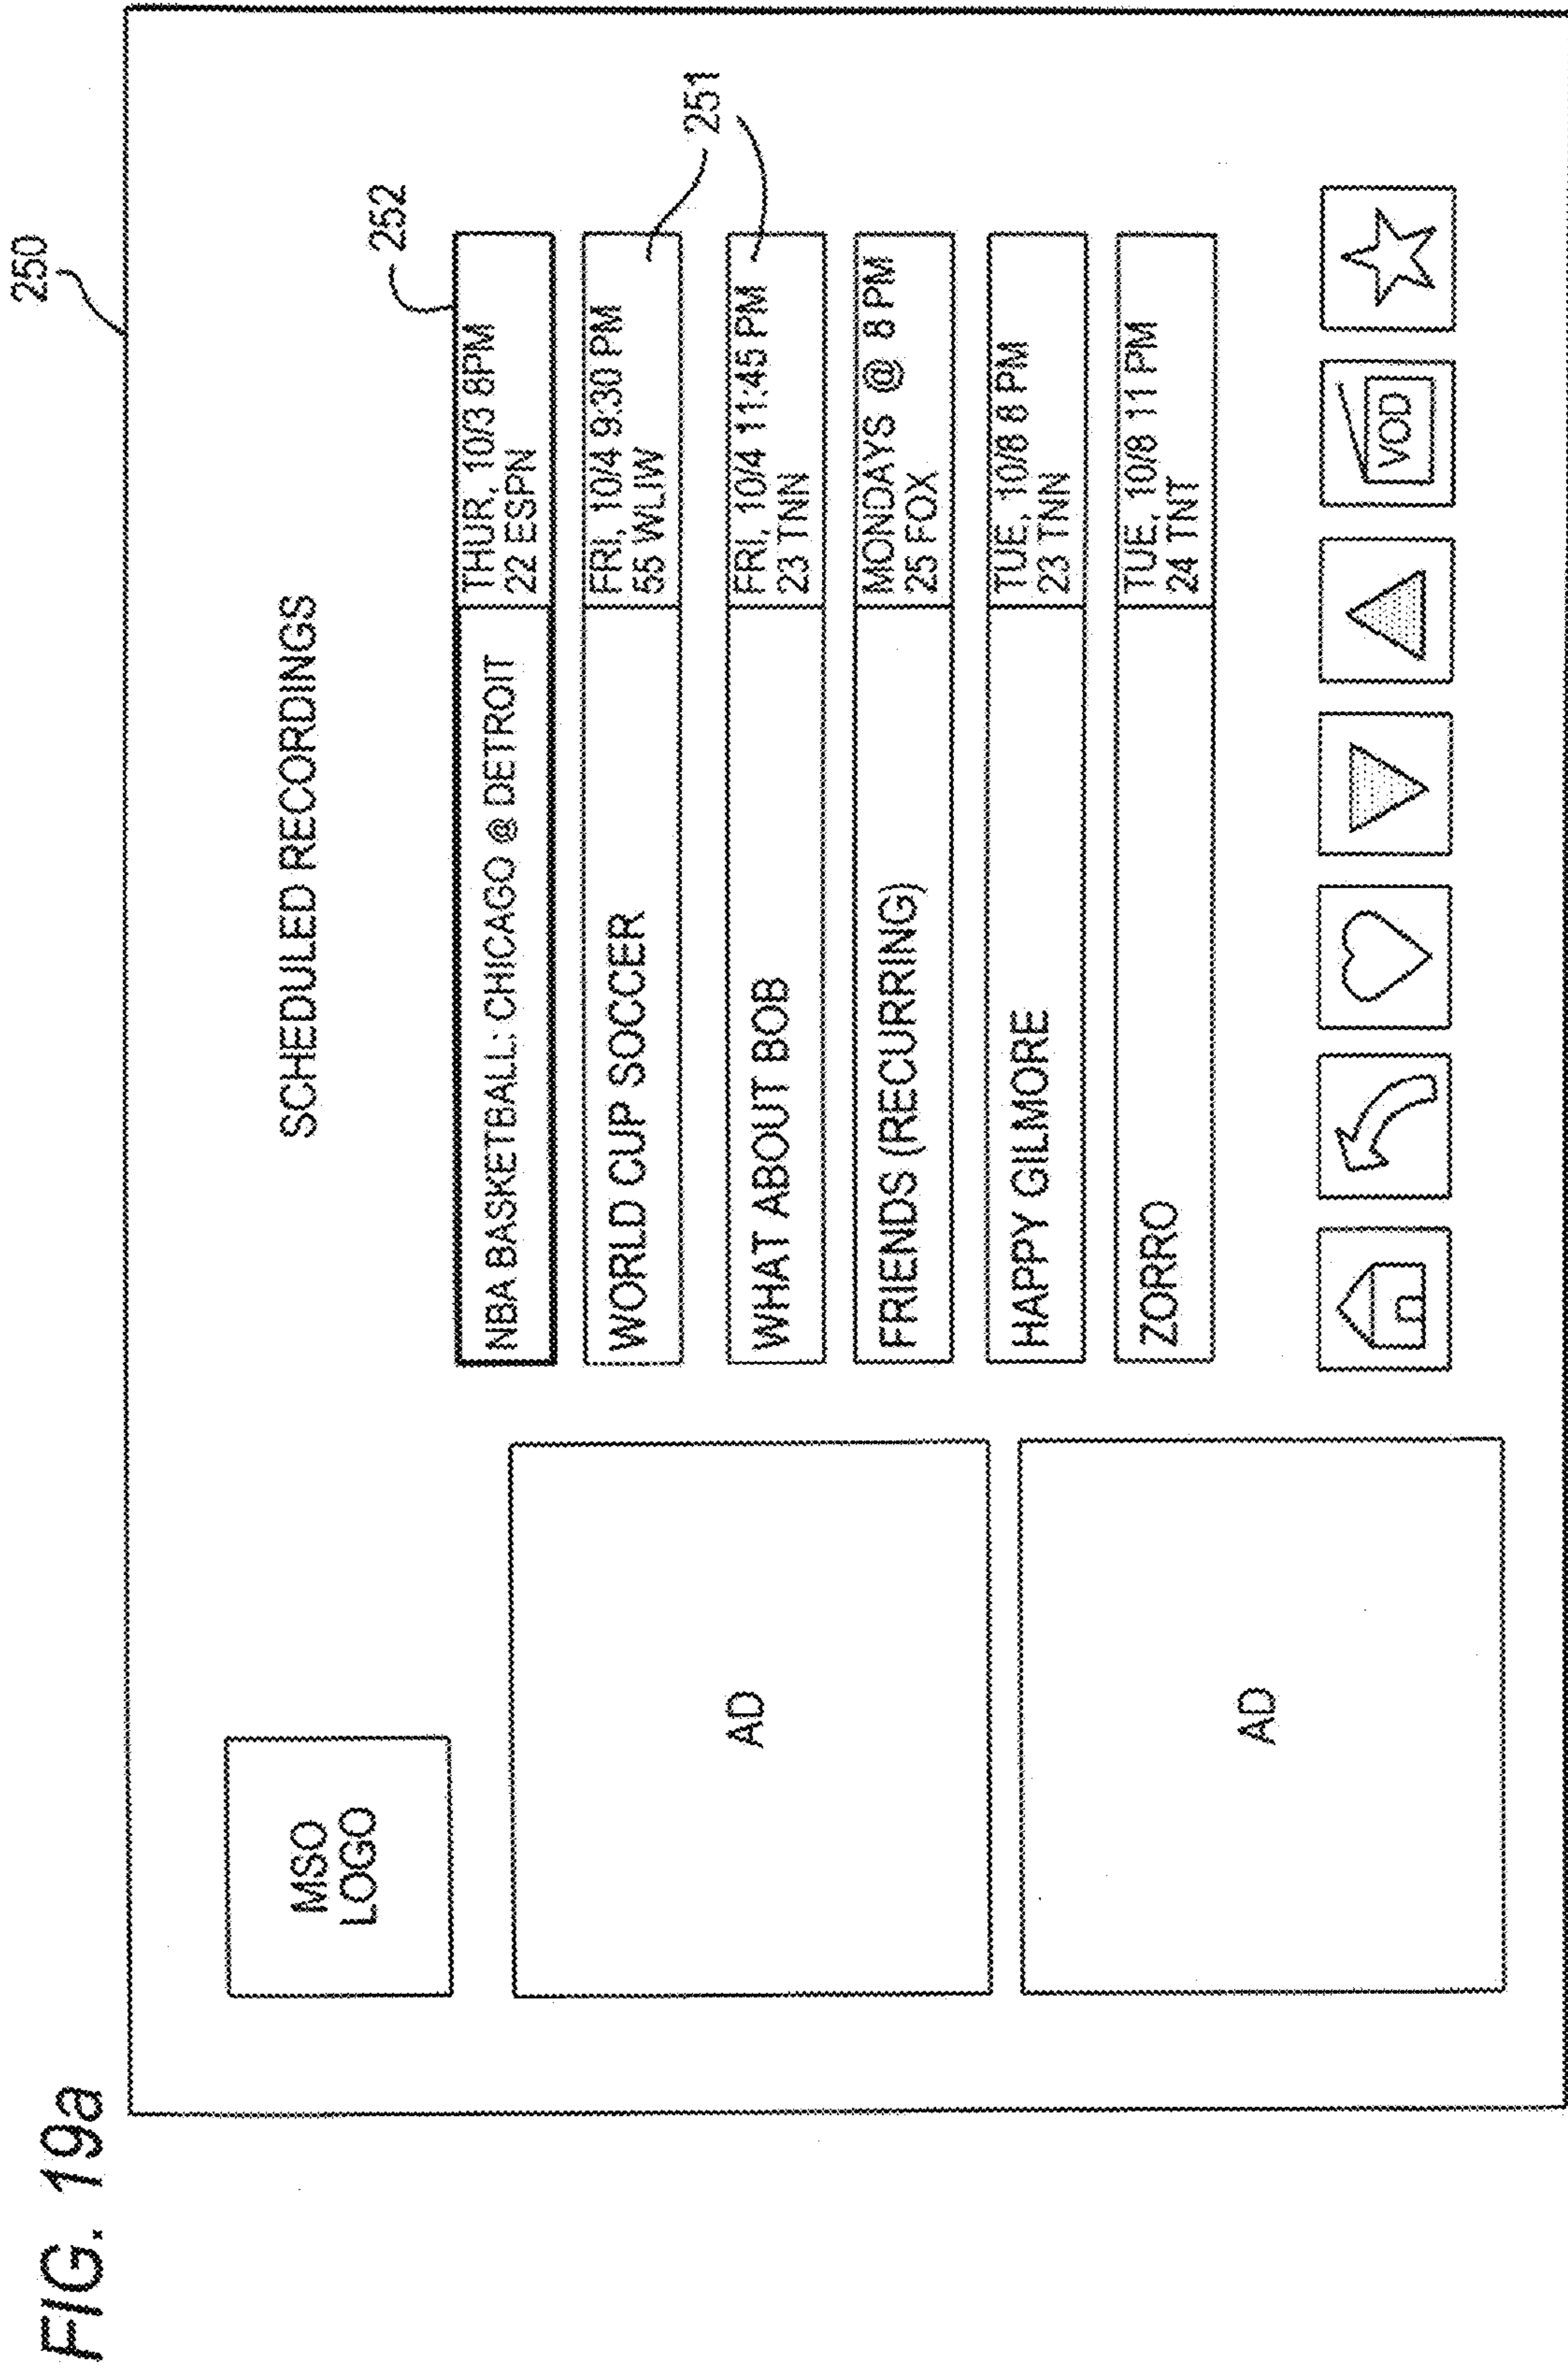 FIG. 19a
250
MSO
LOGO
SCHEDULED RECORDINGS
252
NBA BASKETBALL: CHICAGO @ DETROIT
THUR, 10/3 8PM
22 ESPN
WORLD CUP SOCCER
FRI, 10/4 9:30 PM
55 WLIW
251
WHAT ABOUT BOB
FRI, 10/4 11:45 PM
23 TNN
FRIENDS (RECURRING)
MONDAYS @ 8 PM
25 FOX
HAPPY GILMORE
TUE, 10/8 8 PM
23 TNN
ZORRO
TUE, 10/8 11 PM
24 TNT
AD
AD
VOD